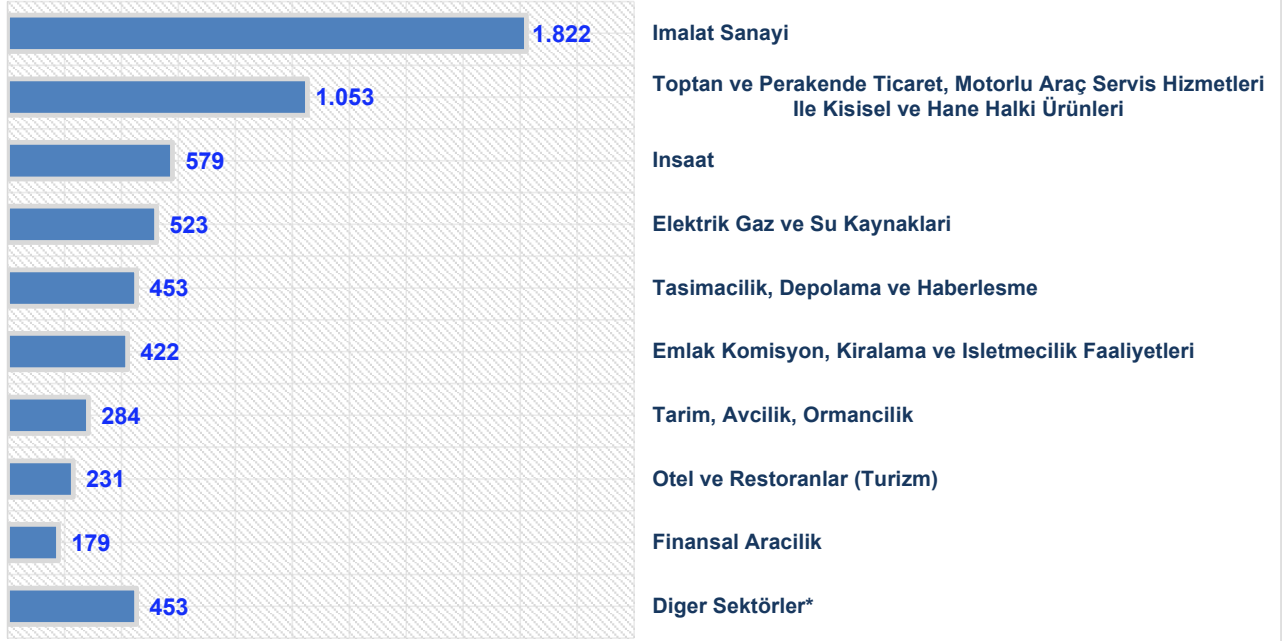 1.822 Imalat Sanayi
1.053 Toptan ve Perakende Ticaret, Motorlu Araç Servis Hizmetleri
Ile Kisisel ve Hane Halki Ürünleri
579 Insaat
523 Elektrik Gaz ve Su Kaynaklari
453 Tasimacilik, Depolama ve Haberlesme
422 Emlak Komisyon, Kiralama ve Isletmecilik Faaliyetleri
284 Tarim, Avcilik, Ormancilik
231 Otel ve Restoranlar (Turizm)
179 Finansal Aracilik
453 Diger Sektörler*